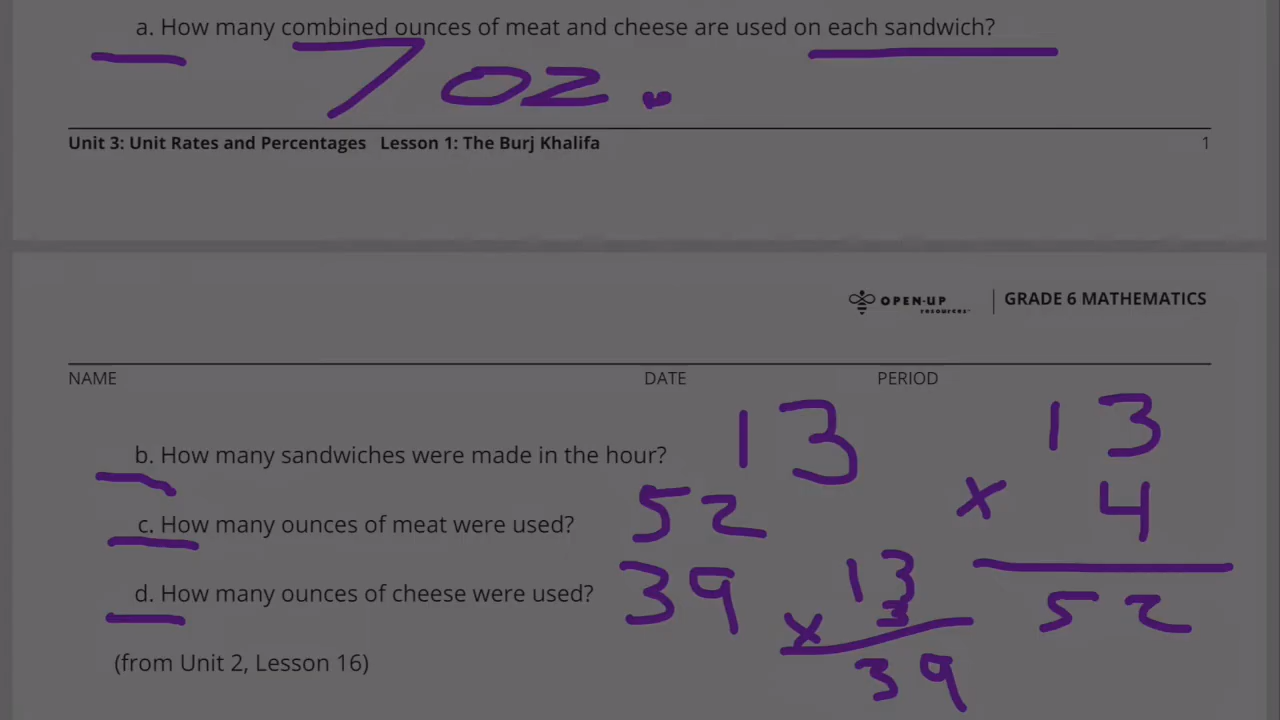 a. How many combined ounces of meat and cheese are used on each sandwich?
7 oz.
Unit 3: Unit Rates and Percentages Lesson 1: The Burj Khalifa 1
OPEN-UP resources GRADE 6 MATHEMATICS
NAME DATE PERIOD
b. How many sandwiches were made in the hour? 13
13
x 4
52
c. How many ounces of meat were used? 52
d. How many ounces of cheese were used? 39
13
x 3
39
(from Unit 2, Lesson 16)